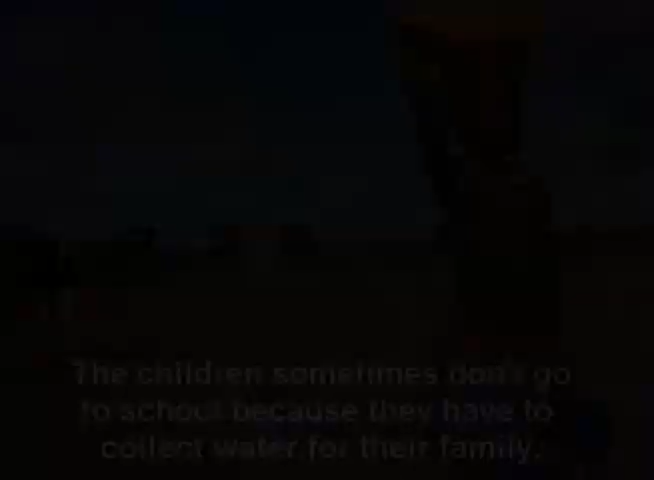 The children sometimes don't go
to school because they have to
collect water for their family.